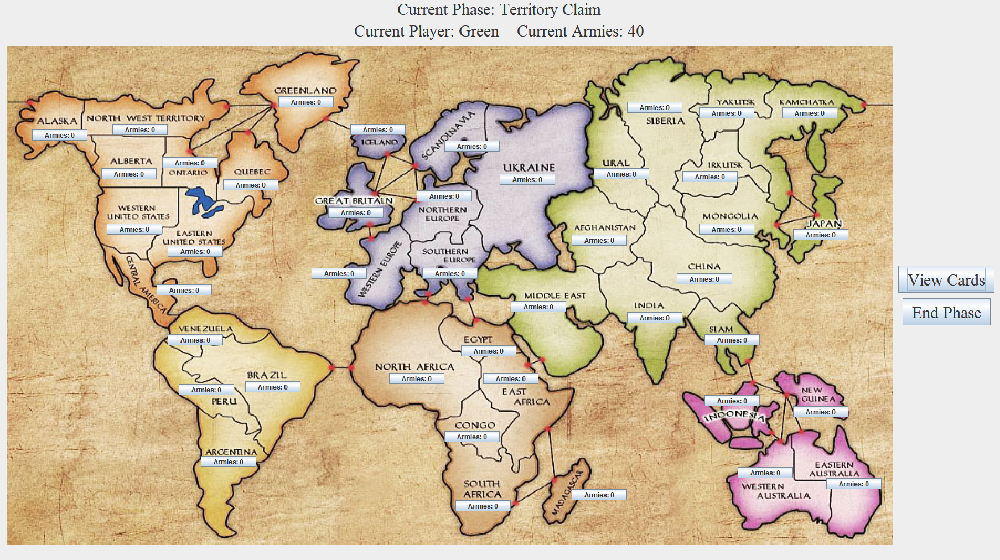 Current Phase: Territory Claim
Current Player: Green Current Armies: 40
GREENLAND
Armies: 0
ALASKA
Armies: 0
NORTH WEST TERRITORY
Armies: 0
ALBERTA
Armies: 0
Armies: 0
ONTARIO
QUEBEC
Armies: 0
WESTERN
UNITED STATES
Armies: 0
EASTERN
UNITED STATES
Armies: 0
CENTRAL AMERICA
Armies: 0
VENEZUELA
Armies: 0
BRAZIL
Armies: 0
Armies: 0
PERU
ARGENTINA
Armies: 0
Armies: 0
ICELAND
SCANDINAVIA
Armies: 0
UKRAINE
Armies: 0
GREAT BRITAIN
Armies: 0
Armies: 0
NORTHERN
EUROPE
WESTERN EUROPE
Armies: 0
SOUTHERN
EUROPE
Armies: 0
NORTH AFRICA
Armies: 0
EGYPT
Armies: 0
Armies: 0
EAST
AFRICA
CONGO
Armies: 0
SOUTH
AFRICA
Armies: 0
MADAGASCAR
Armies: 0
Armies: 0
SIBERIA
YAKUTSK
Armies: 0
KAMCHATKA
Armies: 0
URAL
Armies: 0
IRKUTSK
Armies: 0
MONGOLIA
Armies: 0
JAPAN
Armies: 0
AFGHANISTAN
Armies: 0
CHINA
Armies: 0
MIDDLE EAST
Armies: 0
INDIA
Armies: 0
SIAM
Armies: 0
Armies: 0
INDONESIA
NEW
GUINEA
Armies: 0
Armies: 0
WESTERN
AUSTRALIA
EASTERN
AUSTRALIA
Armies: 0
View Cards
End Phase